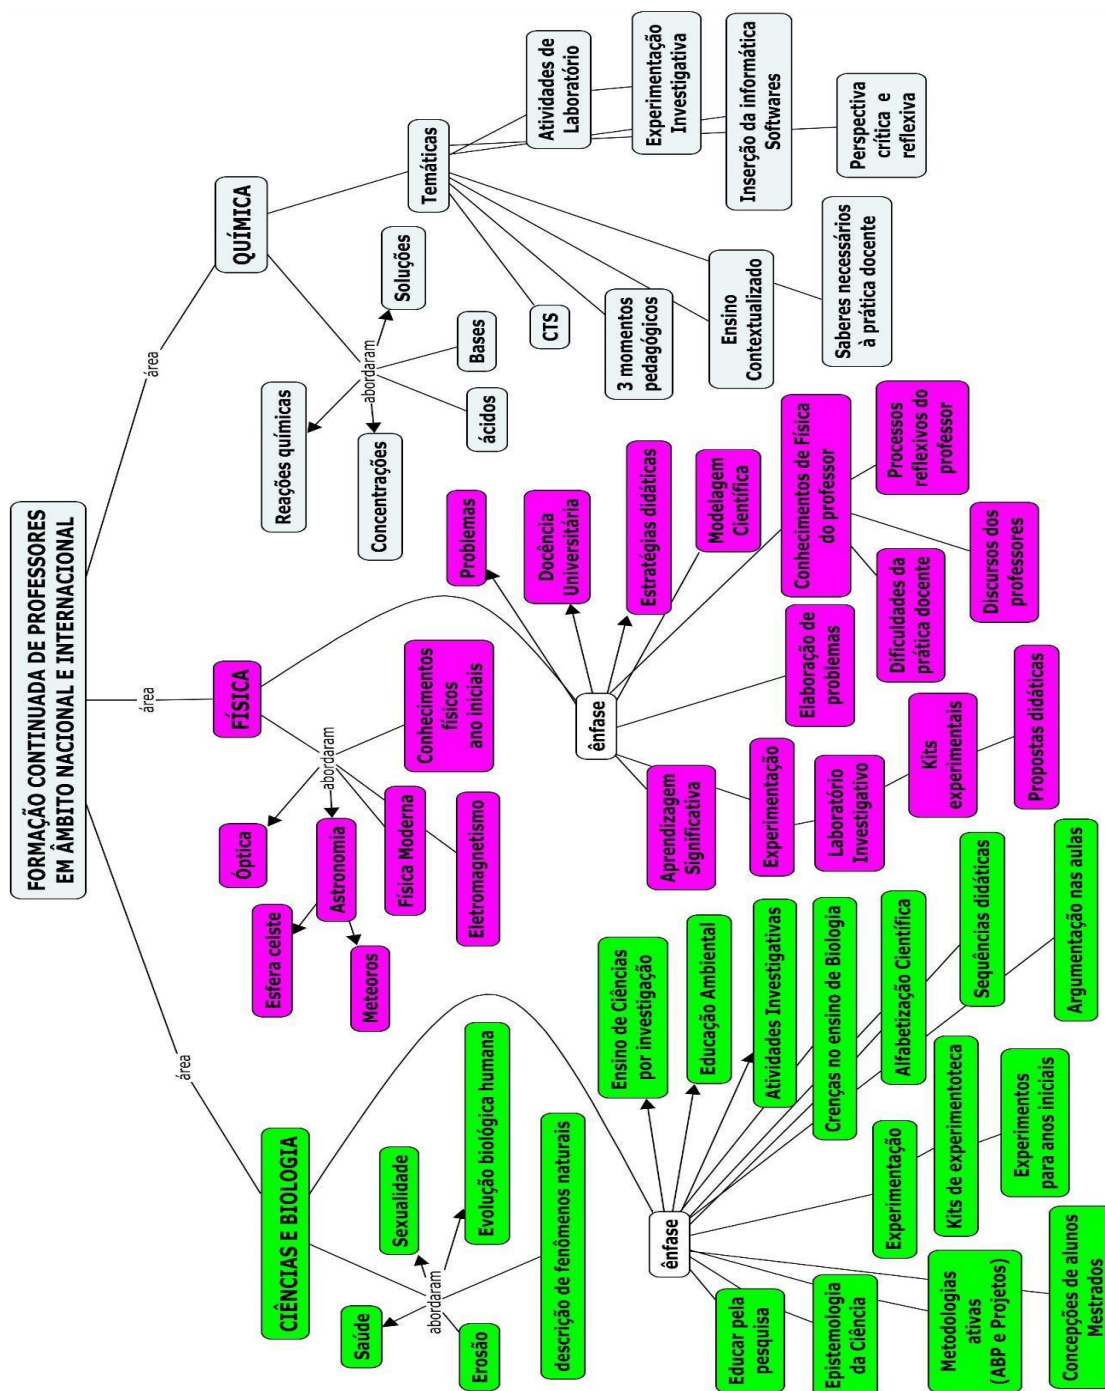 FORMAÇÃO CONTINUADA DE PROFESSORES
EM ÂMBITO NACIONAL E INTERNACIONAL
área
área
área
CIÊNCIAS E BIOLOGIA
FÍSICA
QUÍMICA
Saúde
Sexualidade
abordaram
Erosão
Evolução biológica humana
descrição de fenômenos naturais
ênfase
Ensino de Ciências
por investigação
Educação Ambiental
Atividades Investigativas
Crenças no ensino de Biologia
Alfabetização Científica
Sequências didáticas
Argumentação nas aulas
Educar pela
pesquisa
Epistemologia
da Ciência
Metodologias
ativas
(ABP e Projetos)
Concepções de alunos
Mestrados
Experimentação
Kits de experimentoteca
Experimentos
para anos iniciais
Óptica
abordaram
Esfera celste
Astronomia
Meteoros
Física Moderna
Eletromagnetismo
Conhecimentos
físicos
ano iniciais
ênfase
Problemas
Docência
Universitária
Estratégias didáticas
Modelagem
Científica
Aprendizagem
Significativa
Experimentação
Laboratório
Investigativo
Kits
experimentais
Propostas didáticas
Elaboração de
problemas
Conhecimentos de Física
do professor
Dificuldades da
prática docente
Discursos dos
professores
Processos
reflexivos do
professor
Reações químicas
abordaram
Soluções
Concentrações
ácidos
Bases
Temáticas
CTS
3 momentos
pedagógicos
Ensino
Contextualizado
Saberes necessários
à prática docente
Atividades de
Laboratório
Experimentação
Investigativa
Inserção da informática
Softwares
Perspectiva
crítica e
reflexiva